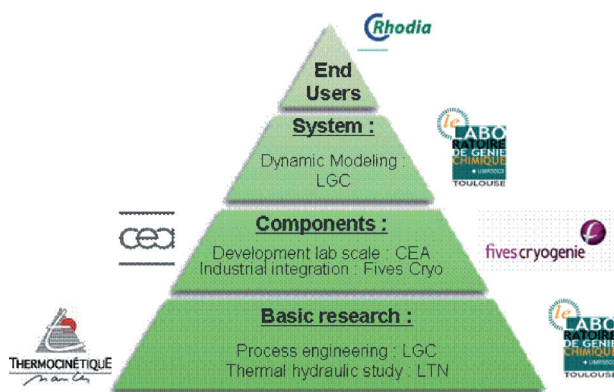 Rhodia
End
Users
System :
Dynamic Modeling :
LGC
le
LABO
RATOIRE
DE GENIE
CHIMIQUE
TOULOUSE
cea
Components :
Development lab scale : CEA
Industrial integration : Fives Cryo
fivescryogenie
Basic research :
Process engineering : LGC
Thermal hydraulic study : LTN
THERMOCINÉTIQUE
nantes
le
LABO
RATOIRE
DE GENIE
CHIMIQUE
TOULOUSE